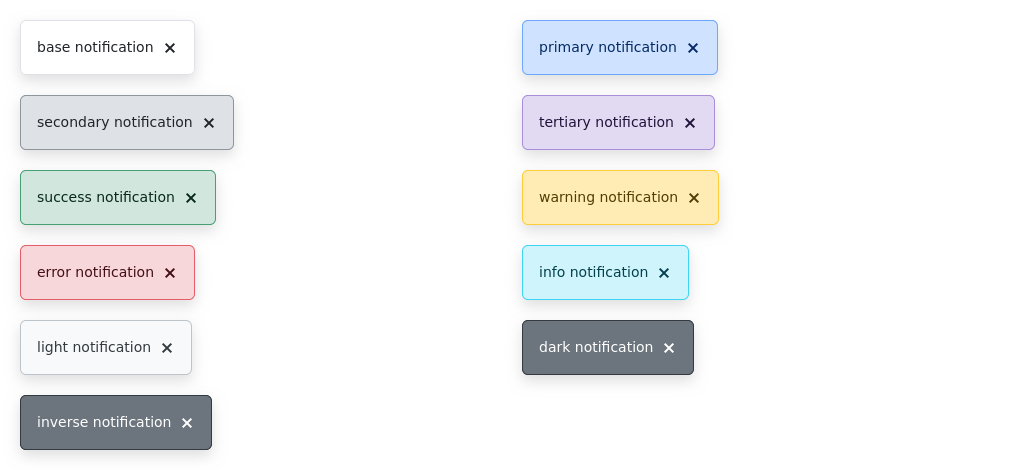 base notification ×
primary notification ×
secondary notification ×
tertiary notification ×
success notification ×
warning notification ×
error notification ×
info notification ×
light notification ×
dark notification ×
inverse notification ×